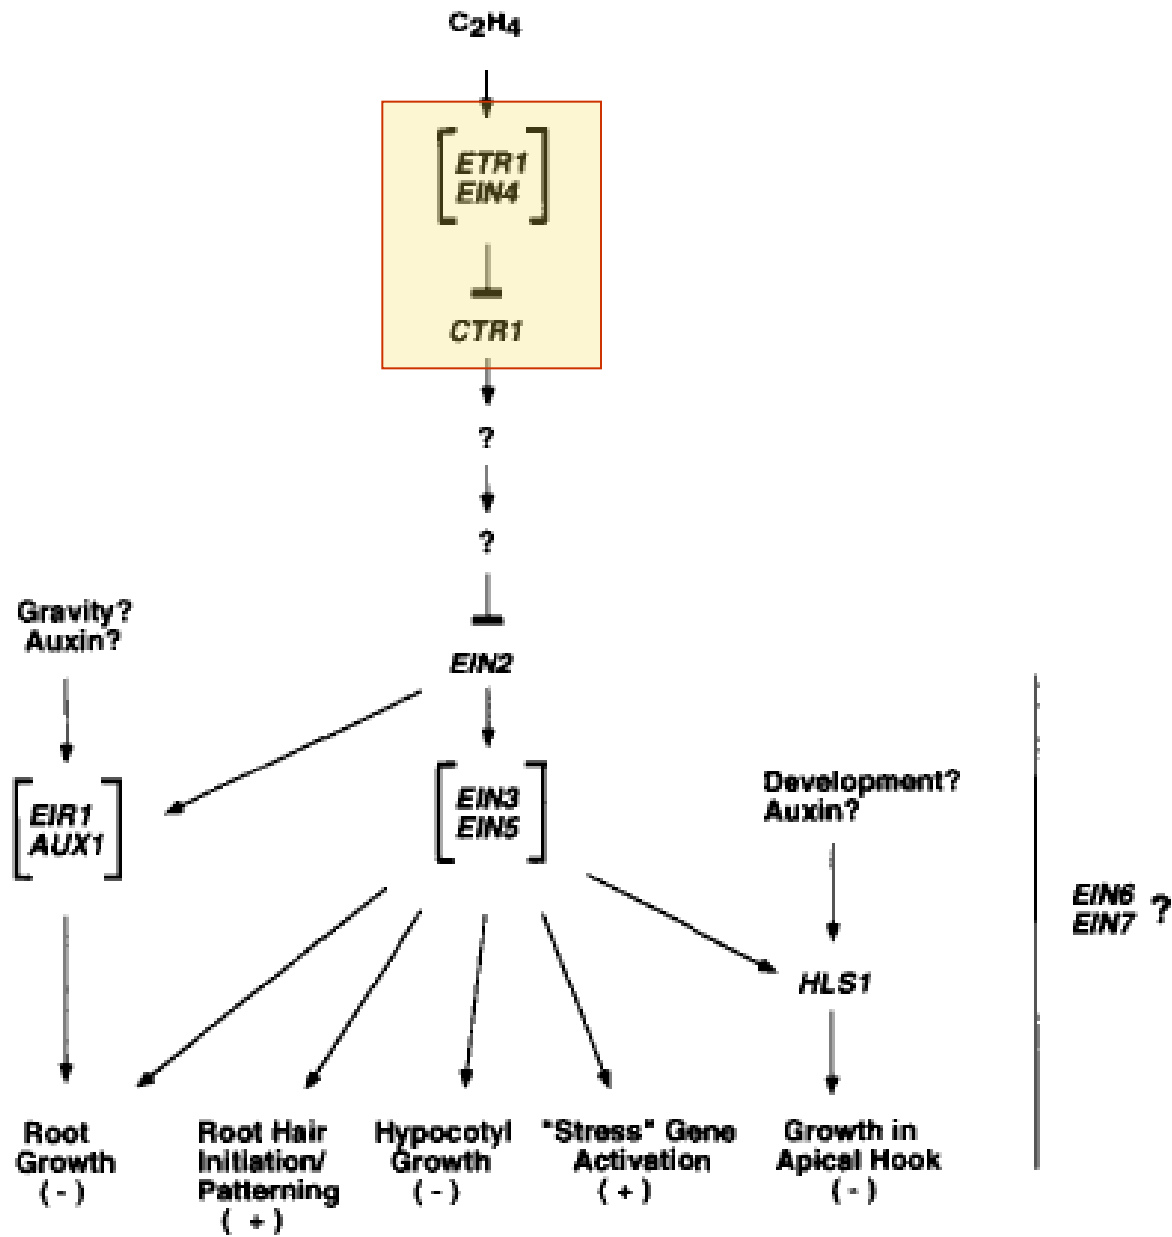 C2H4
ETR1
EIN4
CTR1
?
?
Gravity?
Auxin?
EIN2
EIR1
AUX1
EIN3
EIN5
Development?
Auxin?
HLS1
EIN6
EIN7
?
Root
Growth
( - )
Root Hair
Initiation/
Patterning
( + )
Hypocotyl
Growth
( - )
"Stress" Gene
Activation
( + )
Growth in
Apical Hook
( - )